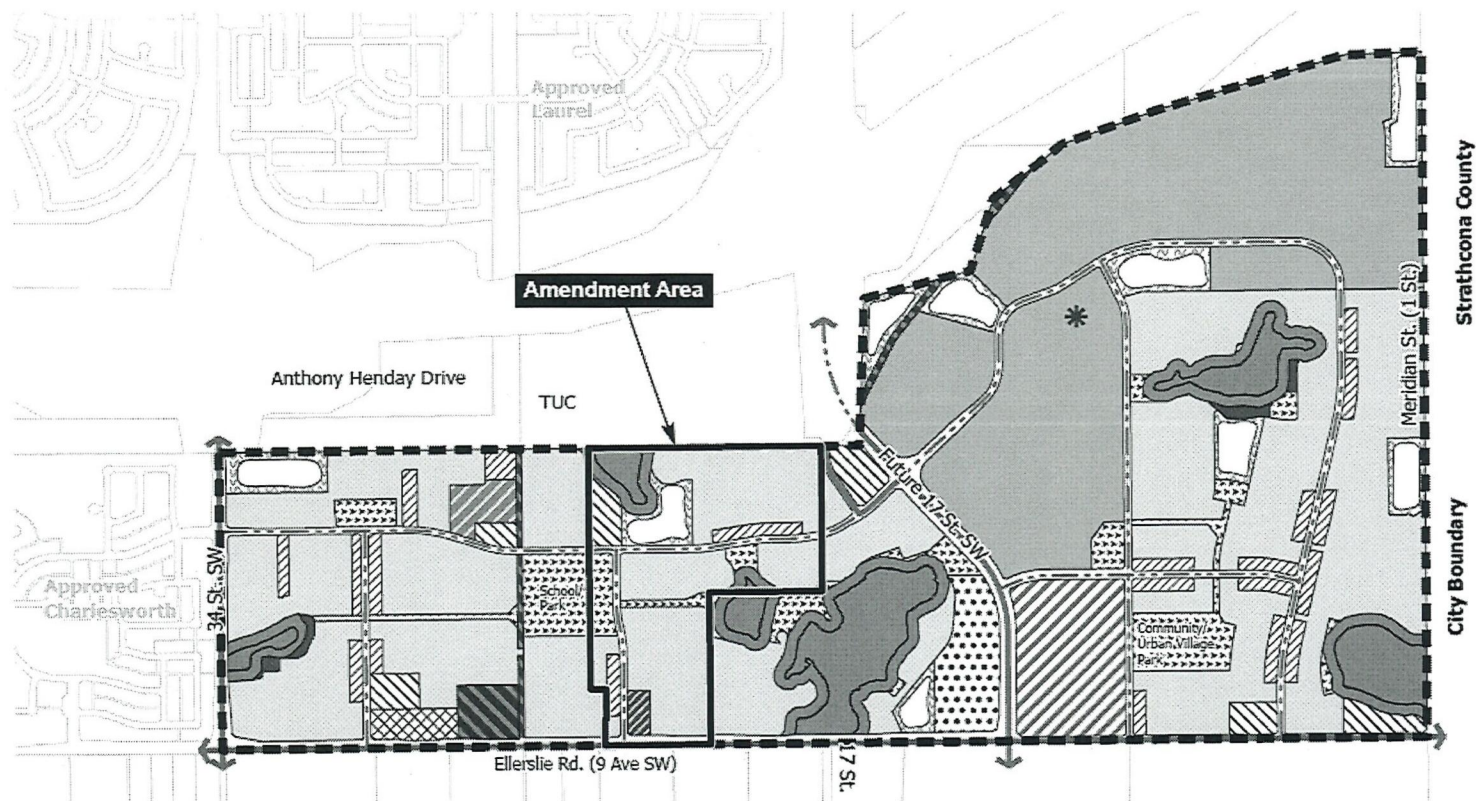 Approved
Laurel
Strathcona County
Amendment Area
Meridian St. (1 St.)
Anthony Henday Drive
TUC
Future 17 St. SW
34 St. SW
Approved
Charlesworth
School/
Park
City Boundary
Community/
Urban Village
Park
Ellerslie Rd. (9 Ave SW)
17 St.